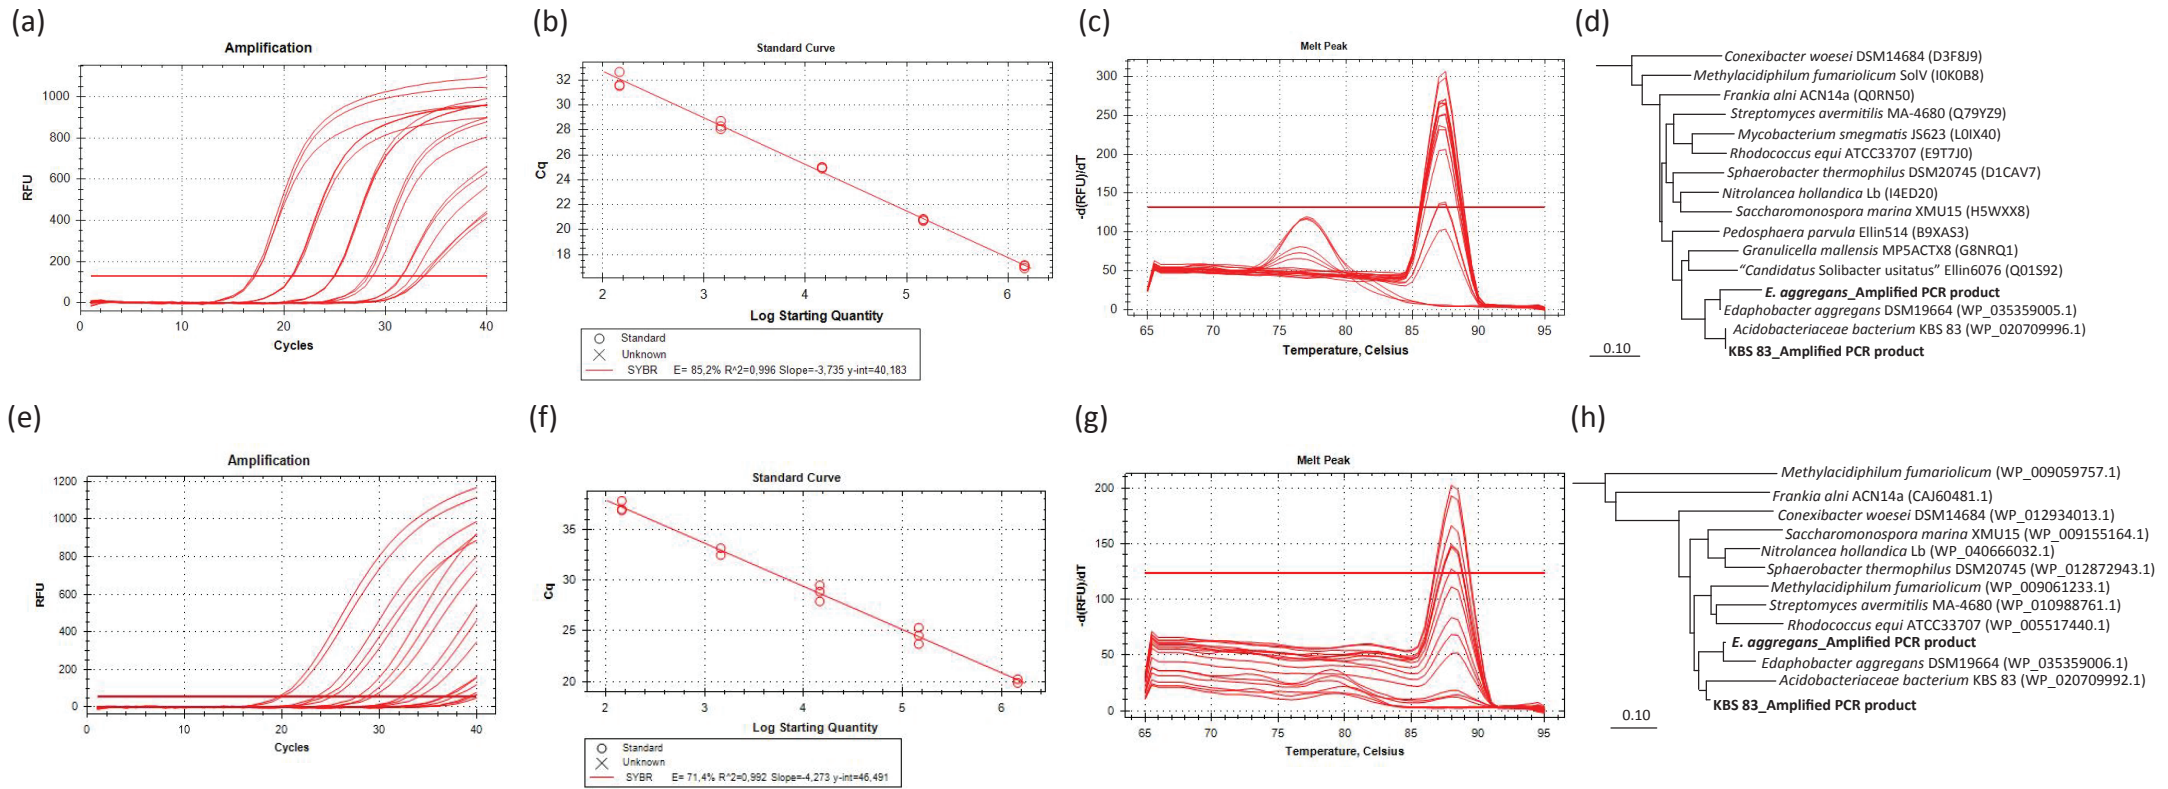 (a)
Amplification
1000
800
600
400
200
0
RFU
0
10
20
30
40
Cycles
(b)
Standard Curve
32
30
28
26
24
22
20
18
Cq
2
3
4
5
6
Log Starting Quantity
Standard
Unknown
SYBR E= 85,2% R^2=0,996 Slope=-3,735 y-int=40,183
(c)
Melt Peak
300
250
200
150
100
50
0
-d(RFU)/dT
65
70
75
80
85
90
95
Temperature, Celsius
(d)
Conexibacter woesei DSM14684 (D3F8J9)
Methylacidiphilum fumariolicum SolV (I0K0B8)
Frankia alni ACN14a (Q0RN50)
Streptomyces avermitilis MA-4680 (Q79YZ9)
Mycobacterium smegmatis JS623 (L0IX40)
Rhodococcus equi ATCC33707 (E9T7J0)
Sphaerobacter thermophilus DSM20745 (D1CAV7)
Nitrolancea hollandica Lb (I4ED20)
Saccharomonospora marina XMU15 (H5WXX8)
Pedosphaera parvula Ellin514 (B9XAS3)
Granulicella mallensis MP5ACTX8 (G8NRQ1)
“Candidatus Solibacter usitatus” Ellin6076 (Q01S92)
E. aggregans_Amplified PCR product
Edaphobacter aggregans DSM19664 (WP_035359005.1)
Acidobacteriaceae bacterium KBS 83 (WP_020709996.1)
KBS 83_Amplified PCR product
0.10
(e)
Amplification
1200
1000
800
600
400
200
0
RFU
0
10
20
30
40
Cycles
(f)
Standard Curve
35
30
25
20
Cq
2
3
4
5
6
Log Starting Quantity
Standard
Unknown
SYBR E= 71,4% R^2=0,992 Slope=-4,273 y-int=46,491
(g)
Melt Peak
200
150
100
50
0
-d(RFU)/dT
65
70
75
80
85
90
95
Temperature, Celsius
(h)
Methylacidiphilum fumariolicum (WP_009059757.1)
Frankia alni ACN14a (CAJ60481.1)
Conexibacter woesei DSM14684 (WP_012934013.1)
Saccharomonospora marina XMU15 (WP_009155164.1)
Nitrolancea hollandica Lb (WP_040666032.1)
Sphaerobacter thermophilus DSM20745 (WP_012872943.1)
Methylacidiphilum fumariolicum (WP_009061233.1)
Streptomyces avermitilis MA-4680 (WP_010988761.1)
Rhodococcus equi ATCC33707 (WP_005517440.1)
E. aggregans_Amplified PCR product
Edaphobacter aggregans DSM19664 (WP_035359006.1)
Acidobacteriaceae bacterium KBS 83 (WP_020709992.1)
KBS 83_Amplified PCR product
0.10